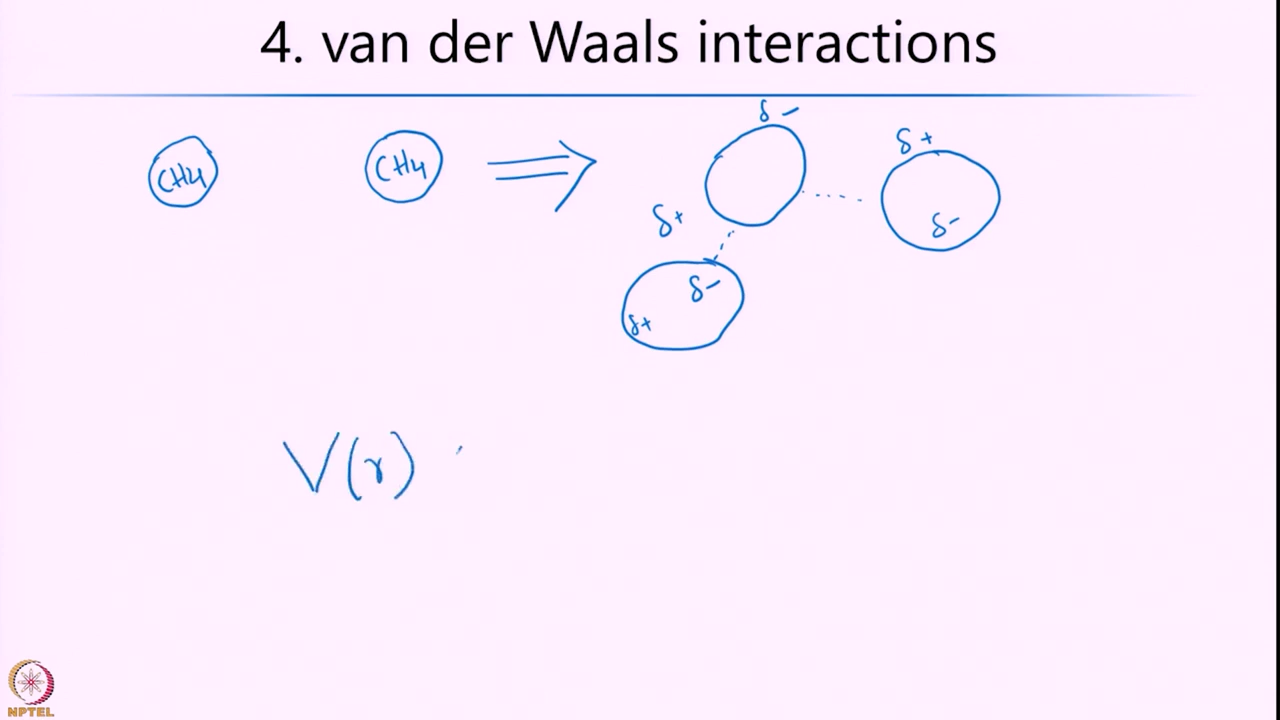 4. van der Waals interactions
CH4 CH4 ⇒ δ- δ+
δ+ δ-
δ-
δ+
V(r)
NPTEL